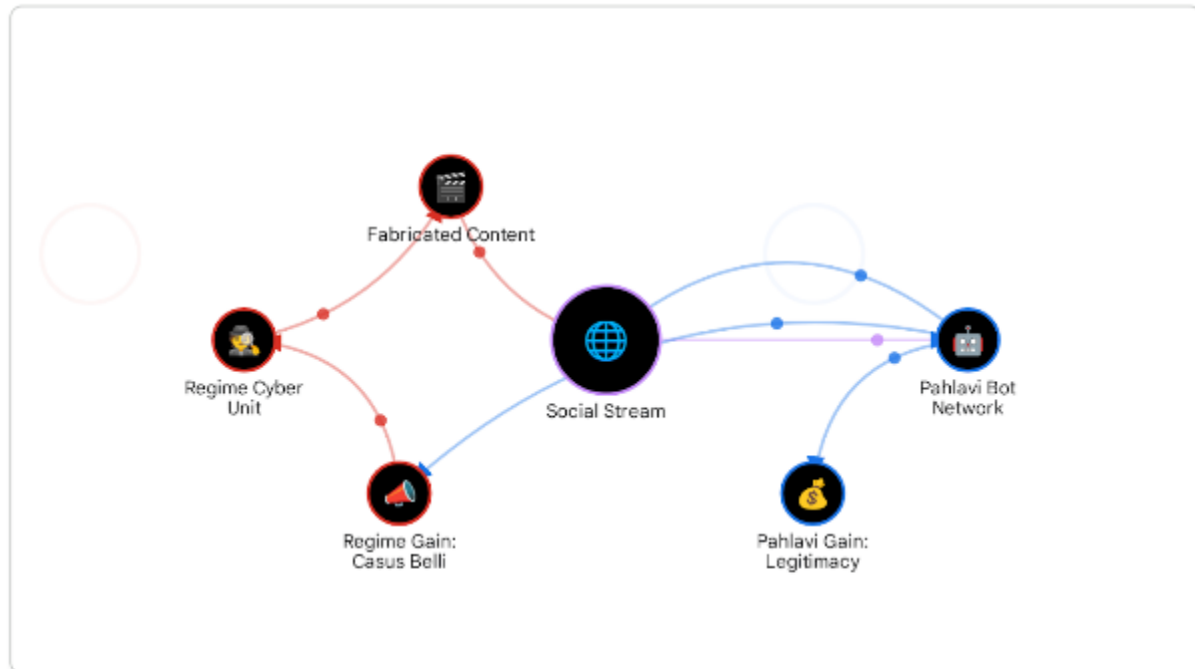 Fabricated Content
Regime Cyber
Unit
Social Stream
Pahlavi Bot
Network
Regime Gain:
Casus Belli
Pahlavi Gain:
Legitimacy